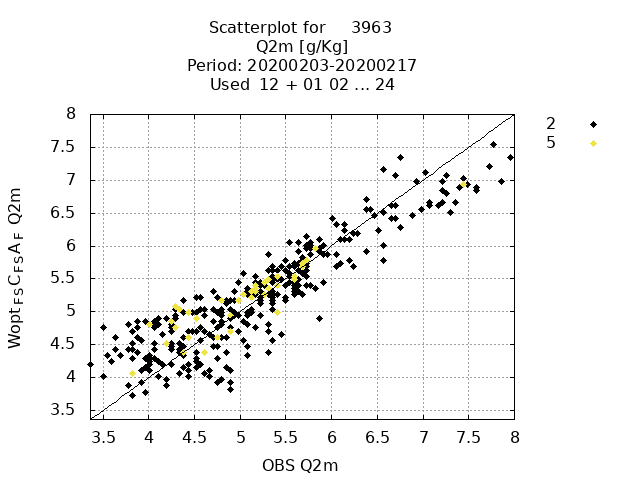 Scatterplot for 3963
Q2m [g/Kg]
Period: 20200203-20200217
Used 12 + 01 02 ... 24
2
5
8
7.5
7
6.5
6
5.5
5
4.5
4
3.5
Wopt FS C FS A F Q2m
3.5 4 4.5 5 5.5 6 6.5 7 7.5 8
OBS Q2m